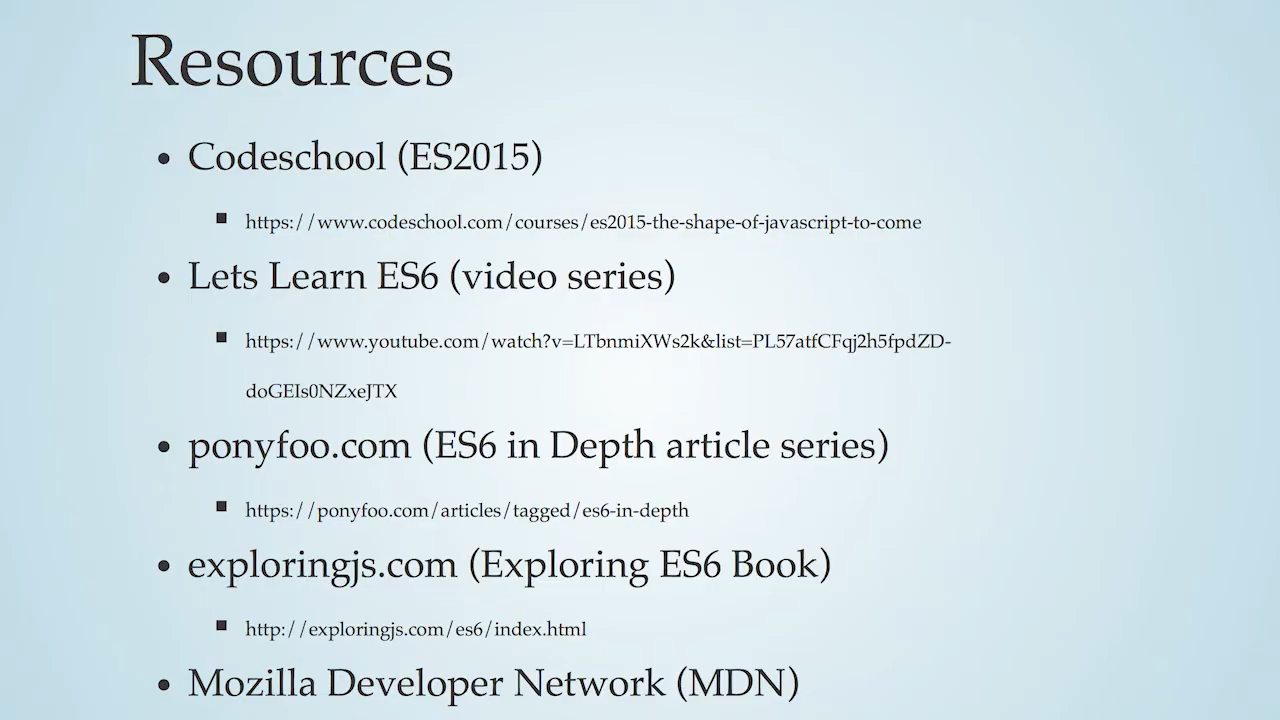 Resources
• Codeschool (ES2015)
▪ https://www.codeschool.com/courses/es2015-the-shape-of-javascript-to-come
• Lets Learn ES6 (video series)
▪ https://www.youtube.com/watch?v=LTbnmiXWs2k&list=PL57atfCFqj2h5fpdZD-
doGEIs0NZxeJTX
• ponyfoo.com (ES6 in Depth article series)
▪ https://ponyfoo.com/articles/tagged/es6-in-depth
• exploringjs.com (Exploring ES6 Book)
▪ http://exploringjs.com/es6/index.html
• Mozilla Developer Network (MDN)